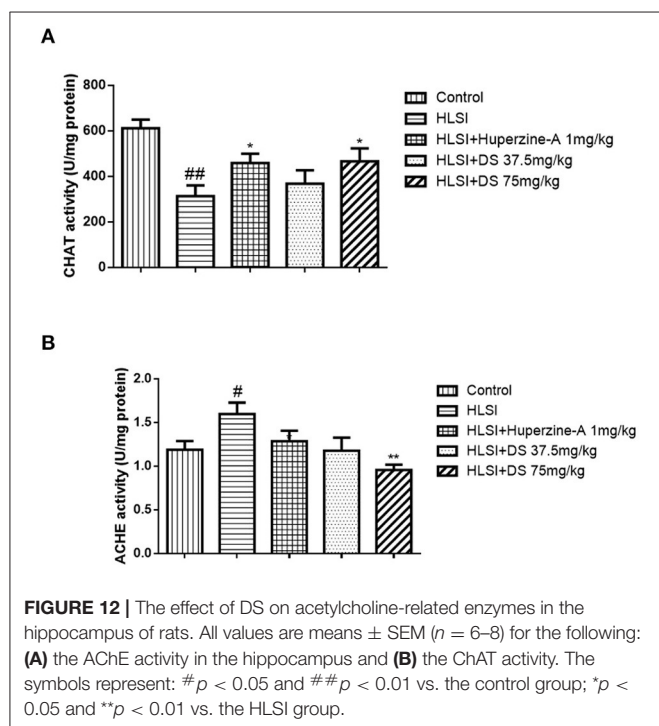 A
CHAT activity (U/mg protein)
800
600
400
200
0
##
*
*
Control
HLSI
HLSI+Huperzine-A 1mg/kg
HLSI+DS 37.5mg/kg
HLSI+DS 75mg/kg
B
ACHE activity (U/mg protein)
2.0
1.5
1.0
0.5
0.0
#
**
Control
HLSI
HLSI+Huperzine-A 1mg/kg
HLSI+DS 37.5mg/kg
HLSI+DS 75mg/kg
FIGURE 12 | The effect of DS on acetylcholine-related enzymes in the
hippocampus of rats. All values are means ± SEM (n = 6–8) for the following:
(A) the AChE activity in the hippocampus and (B) the ChAT activity. The
symbols represent: #p < 0.05 and ##p < 0.01 vs. the control group; *p <
0.05 and **p < 0.01 vs. the HLSI group.